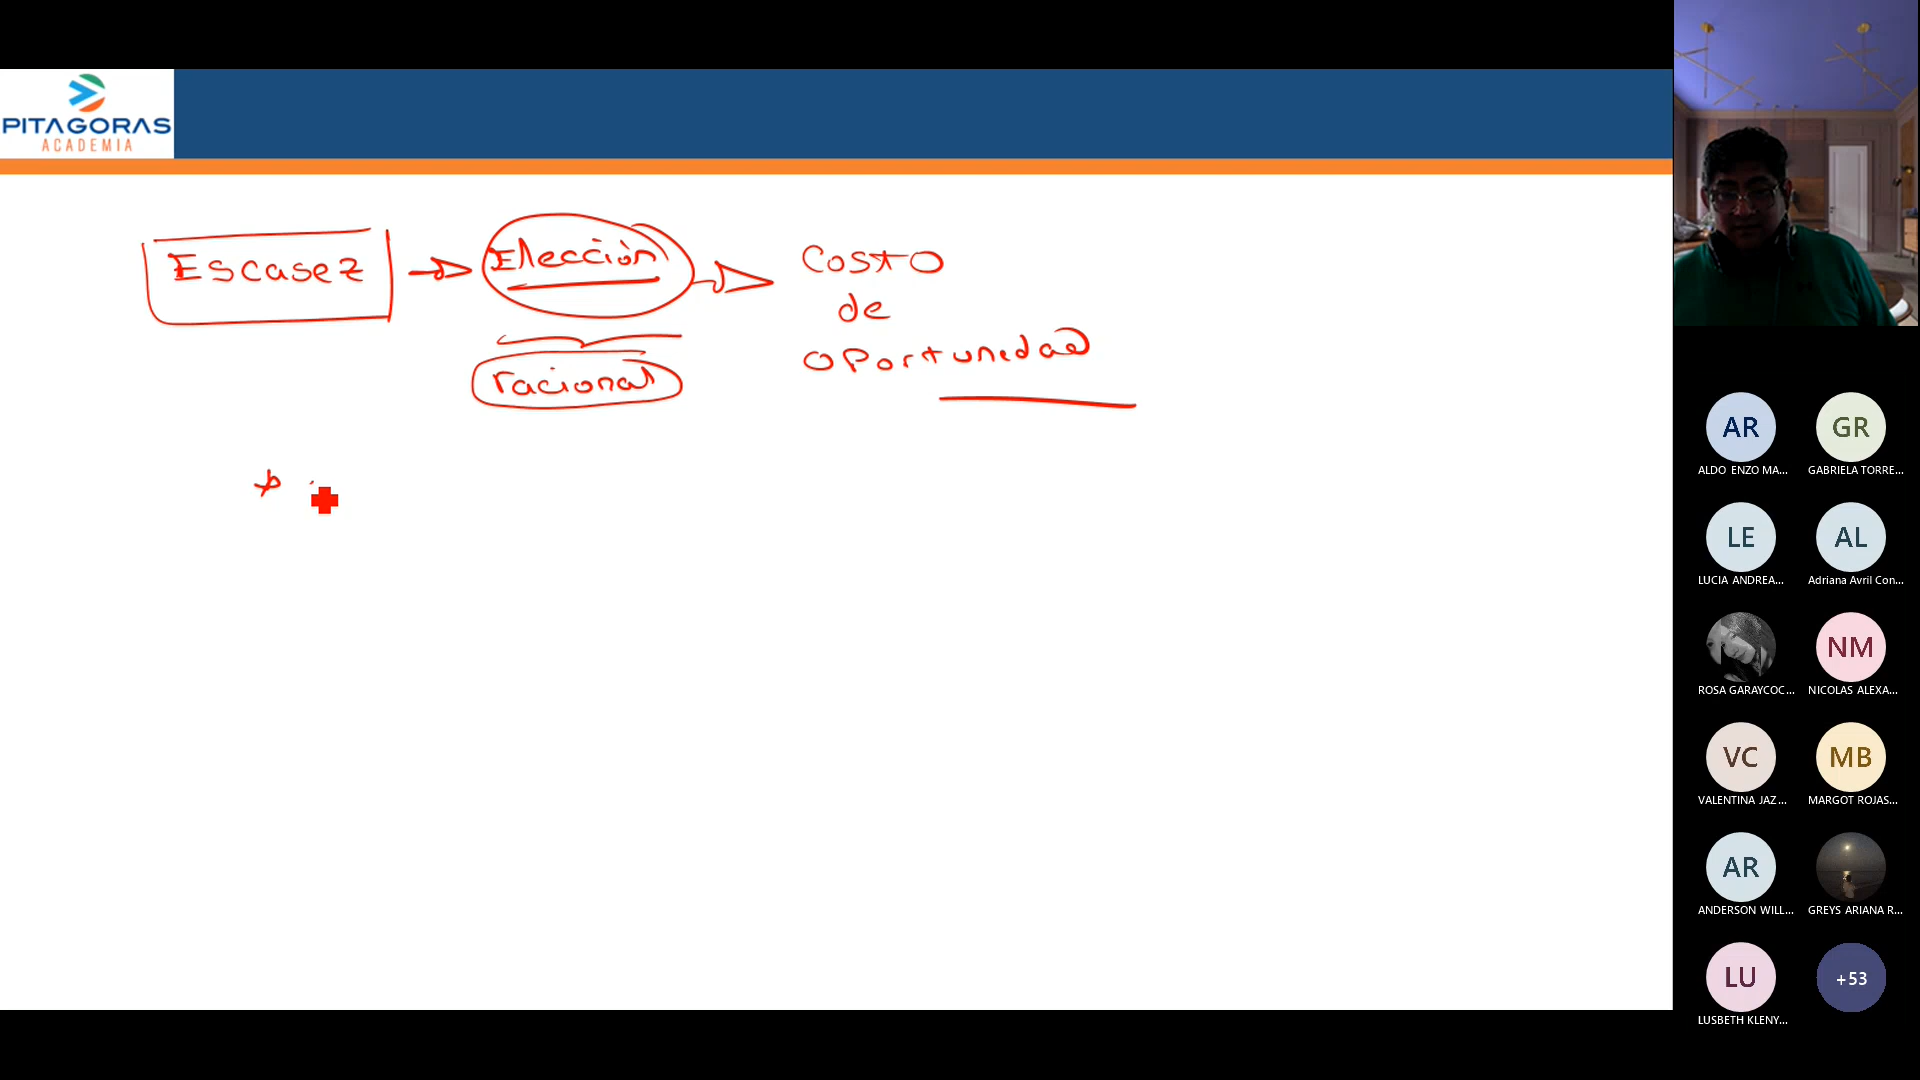 PITAGORAS
ACADEMIA
Escasez
Elección
Costo
de
oportunidad
racional
*
AR
GR
ALDO ENZO MA...
GABRIELA TORRE...
LE
AL
LUCIA ANDREA...
Adriana Avril Con...
NM
ROSA GARAYCOC...
NICOLAS ALEXA...
VC
MB
VALENTINA JAZ...
MARGOT ROJAS...
AR
ANDERSON WILL...
GREYS ARIANA R...
LU
+53
LUSBETH KLENY...